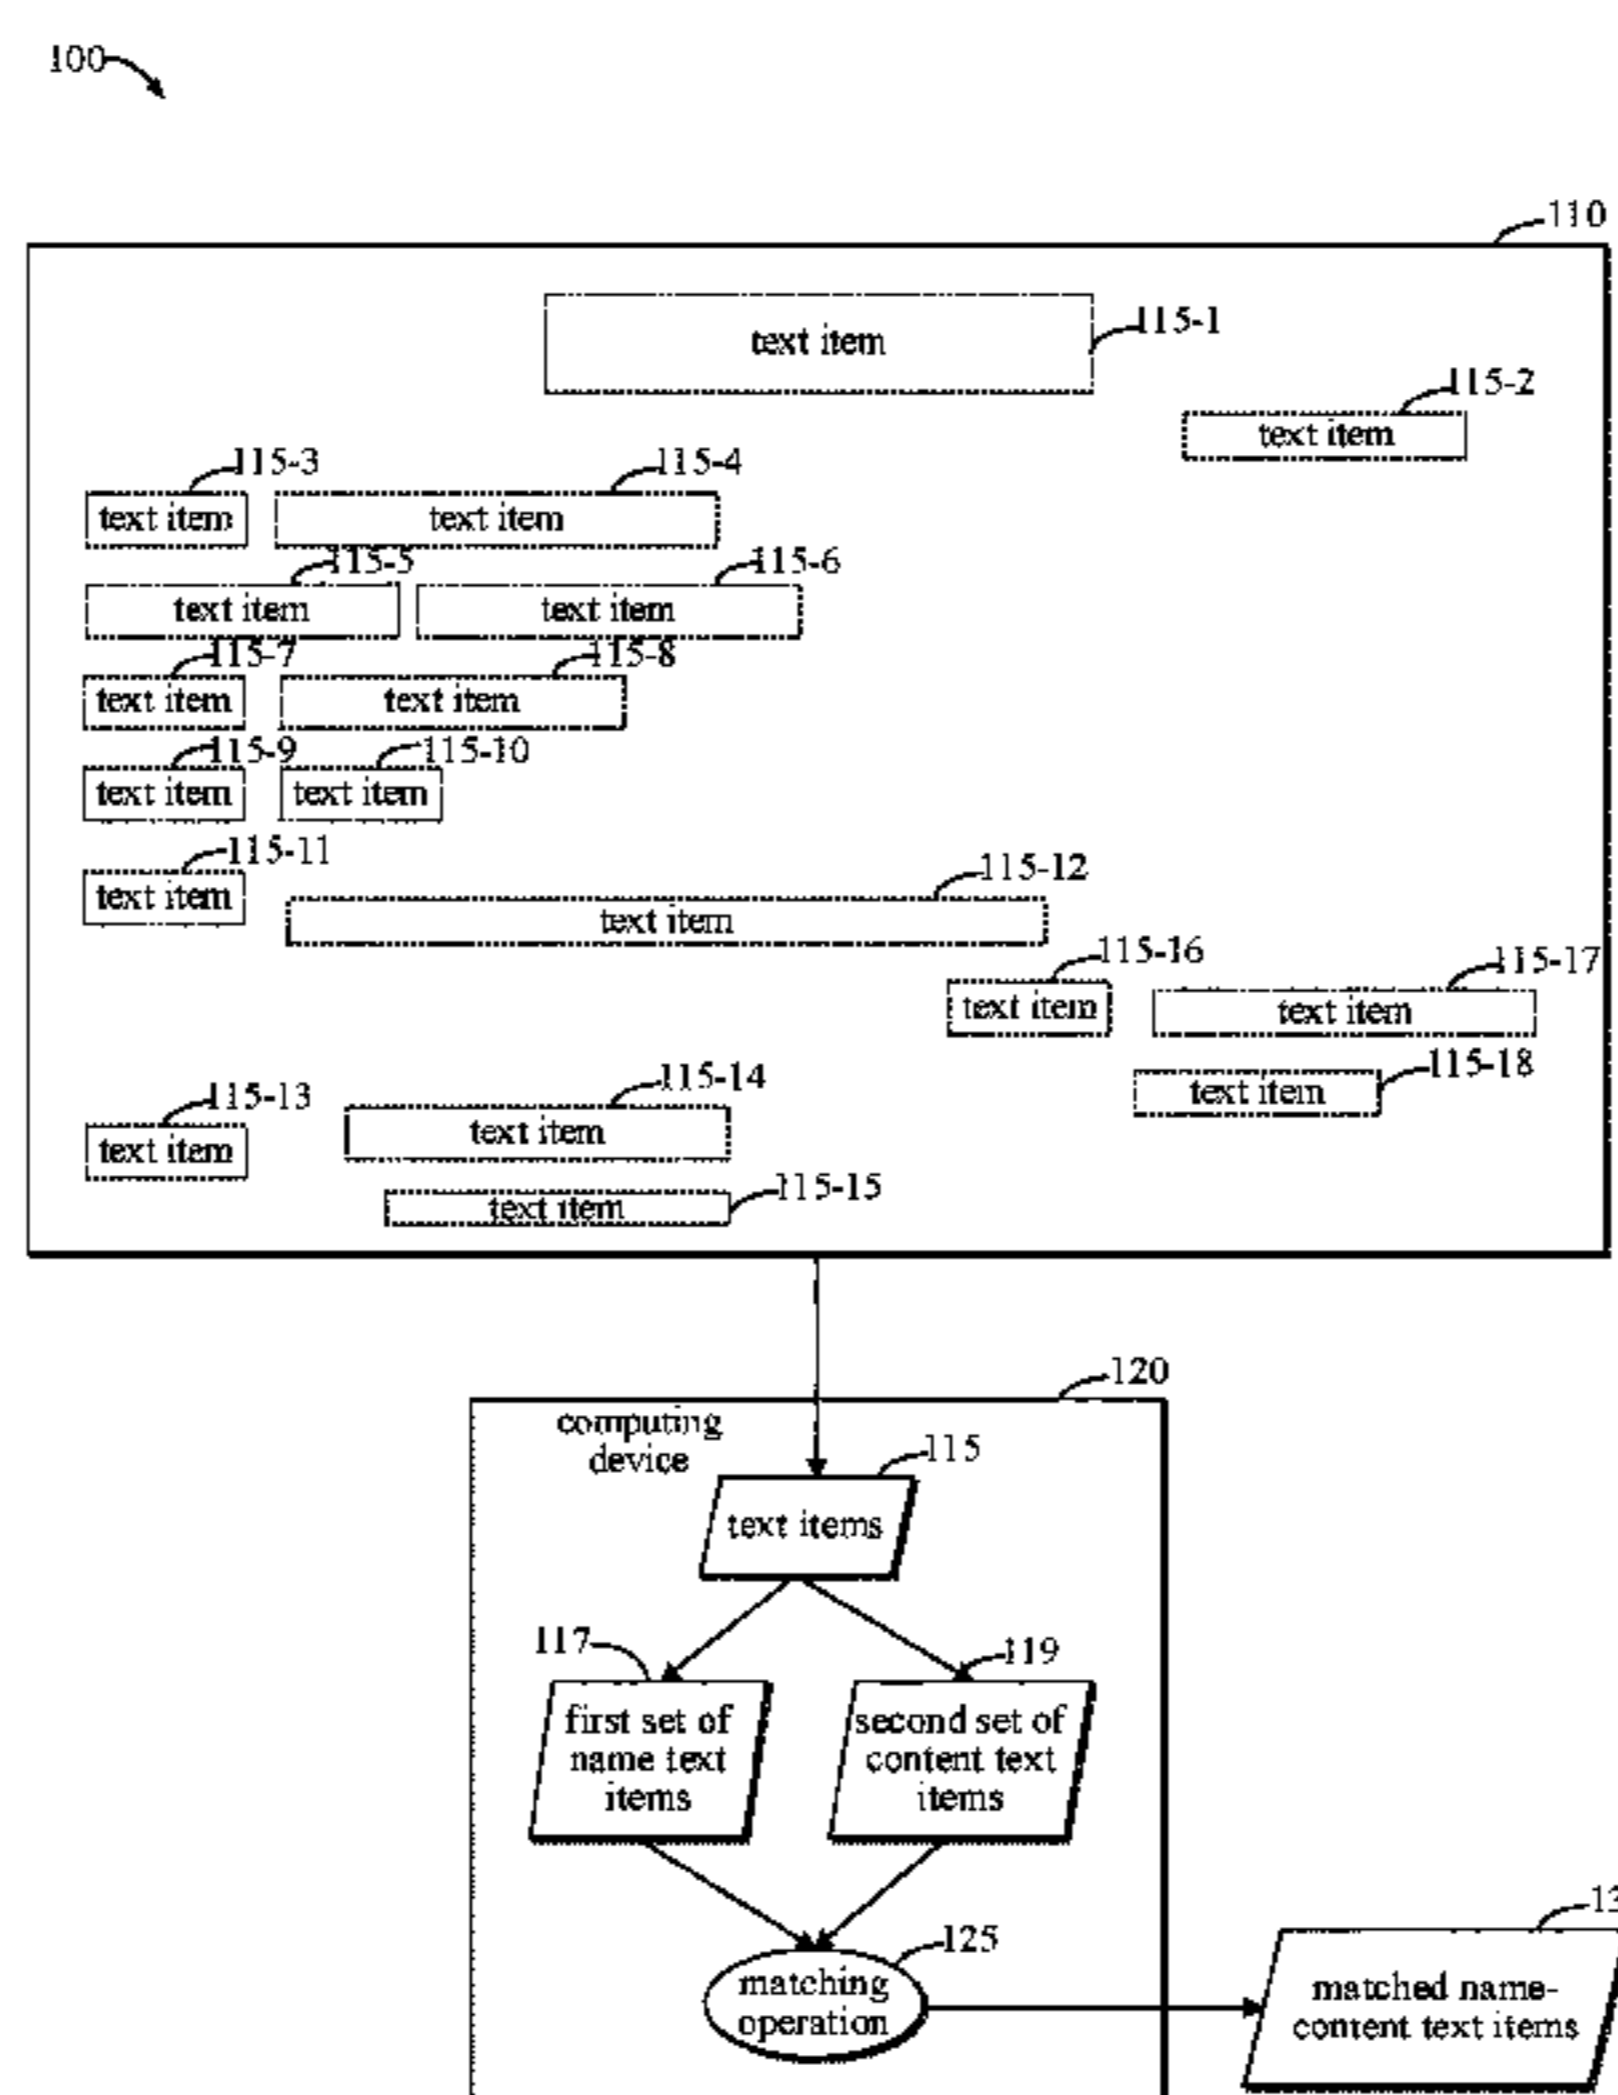 100
110
text item
115-1
115-2
text item
115-3
115-4
text item
text item
115-5
115-6
text item
text item
115-7
115-8
text item
text item
115-9
115-10
text item
text item
115-11
text item
115-12
text item
115-16
115-17
text item
text item
115-18
text item
115-13
115-14
text item
text item
115-15
text item
120
computing
device
115
text items
117
119
first set of
name text
items
second set of
content text
items
125
matching
operation
matched name-
content text items